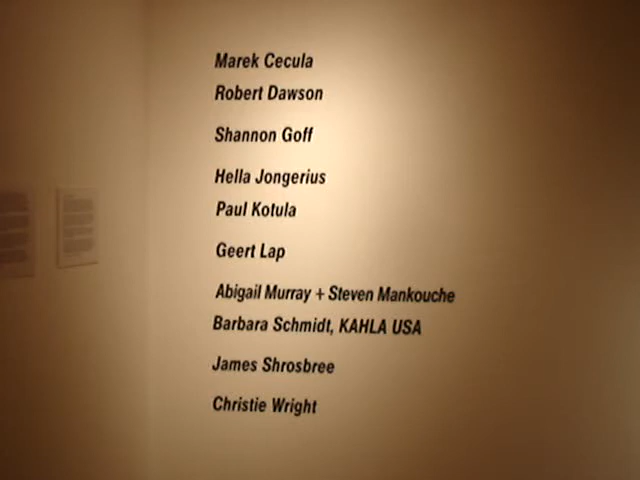 Marek Cecula
Robert Dawson
Shannon Goff
Hella Jongerius
Paul Kotula
Geert Lap
Abigail Murray + Steven Mankouche
Barbara Schmidt, KAHLA USA
James Shrosbree
Christie Wright